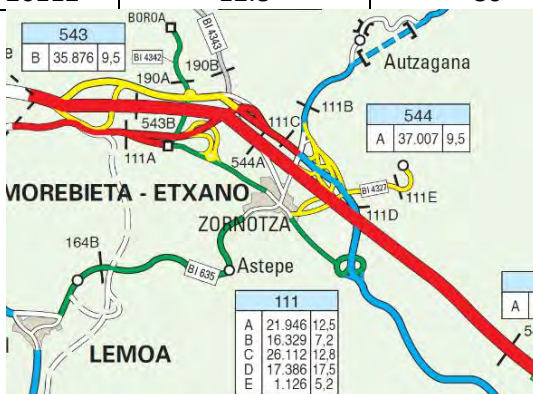 BOROA
543
B 35.876 9,5
BI 4342
BI 4343
190A
190B
Autzagana
111B
111C
543B
544
A 37.007 9,5
111A
544A
BI 4327
111E
MOREBIETA - ETXANO
ZORNOTZA
111D
164B
BI 635
Astepe
111
A 21.946 12,5
B 16.329 7,2
C 26.112 12,8
D 17.386 17,5
E 1.126 5,2
A
LEMOA